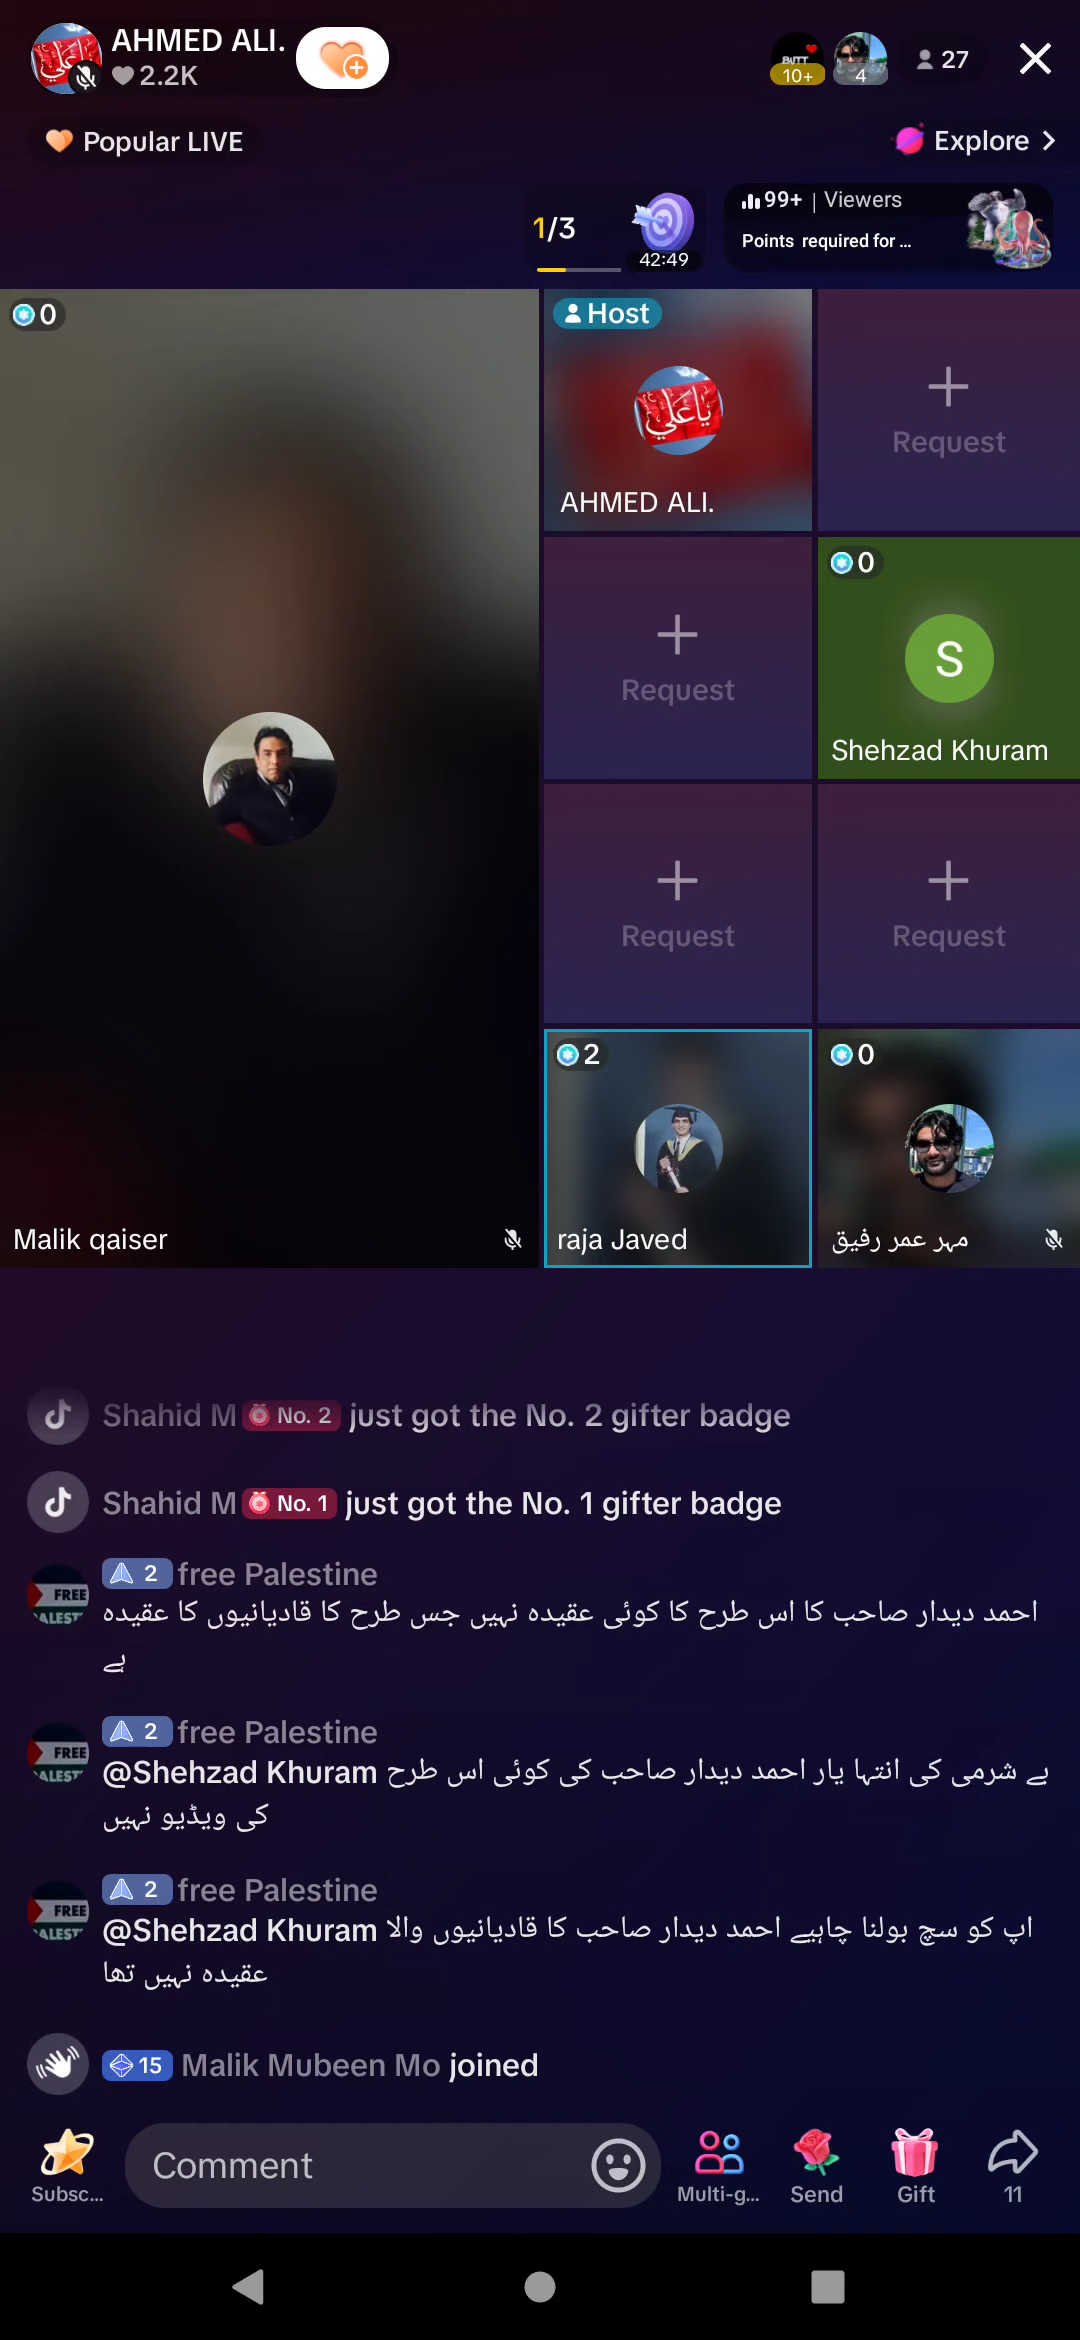 AHMED ALI.
2.2K
10+
4
27
Popular LIVE
Explore
1/3
42:49
99+ | Viewers
Points required for ...
0
Host
ياعلي
AHMED ALI.
Request
Request
0
S
Shehzad Khuram
Request
Request
Malik qaiser
2
raja Javed
0
مہر عمر رفیق
Shahid M No. 2 just got the No. 2 gifter badge
Shahid M No. 1 just got the No. 1 gifter badge
FREE
2 free Palestine
احمد دیدار صاحب کا اس طرح کا کوئی عقیدہ نہیں جس طرح کا قادیانیوں کا عقیدہ
ہے
FREE
2 free Palestine
@Shehzad Khuram بے شرمی کی انتہا یار احمد دیدار صاحب کی کوئی اس طرح
کی ویڈیو نہیں
FREE
2 free Palestine
@Shehzad Khuram اپ کو سچ بولنا چاہیے احمد دیدار صاحب کا قادیانیوں والا
عقیدہ نہیں تھا
15 Malik Mubeen Mo joined
Comment
Subsc...
Multi-g...
Send
Gift
11